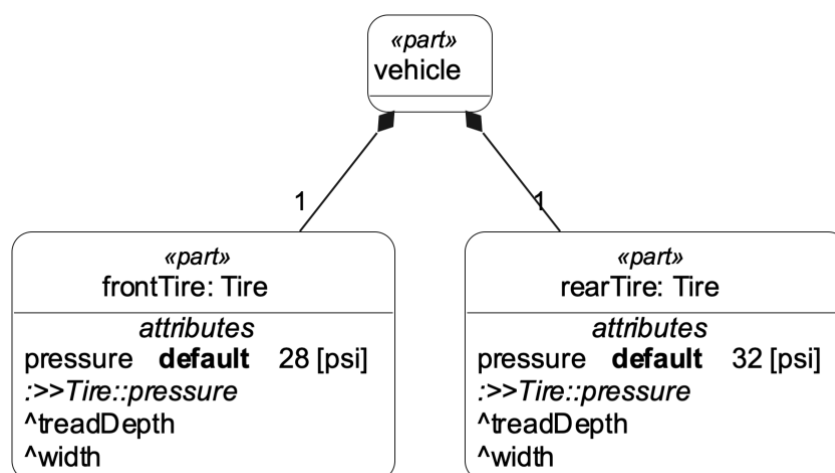 «part»
vehicle
1
1
«part»
frontTire: Tire
attributes
pressure default 28 [psi]
:>>Tire::pressure
^treadDepth
^width
«part»
rearTire: Tire
attributes
pressure default 32 [psi]
:>>Tire::pressure
^treadDepth
^width